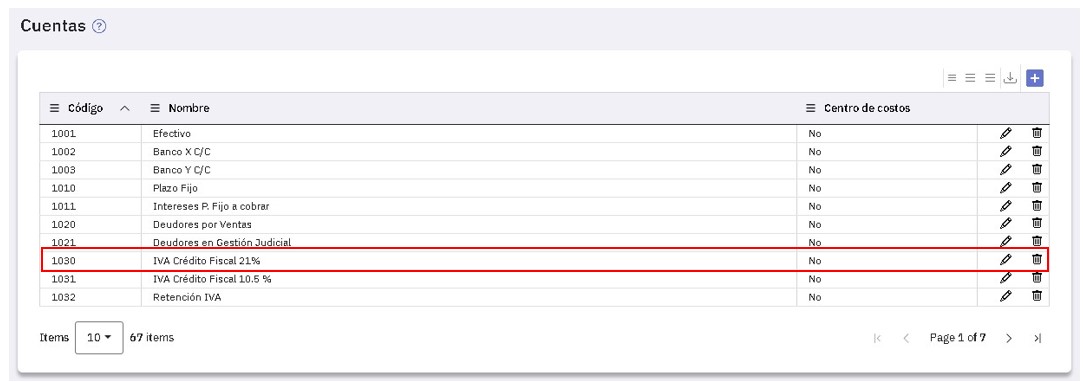 Cuentas ?
Código Nombre Centro de costos
1001 Efectivo No
1002 Banco X C/C No
1003 Banco Y C/C No
1010 Plazo Fijo No
1011 Intereses P. Fijo a cobrar No
1020 Deudores por Ventas No
1021 Deudores en Gestión Judicial No
1030 IVA Crédito Fiscal 21% No
1031 IVA Crédito Fiscal 10.5 % No
1032 Retención IVA No
Items 10 67 items Page 1 of 7